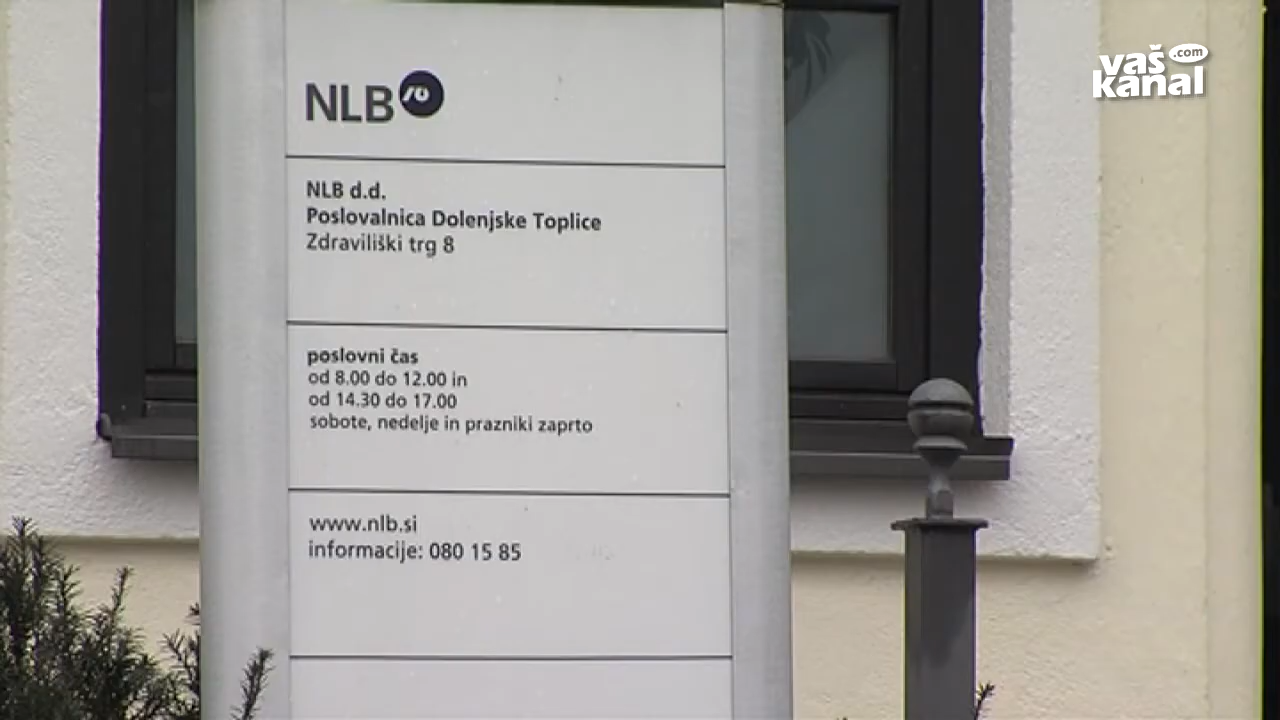 vaš
.com
kanal
NLB
NLB d.d.
Poslovalnica Dolenjske Toplice
Zdraviliški trg 8
poslovni čas
od 8.00 do 12.00 in
od 14.30 do 17.00
sobote, nedelje in prazniki zaprto
www.nlb.si
informacije: 080 15 85